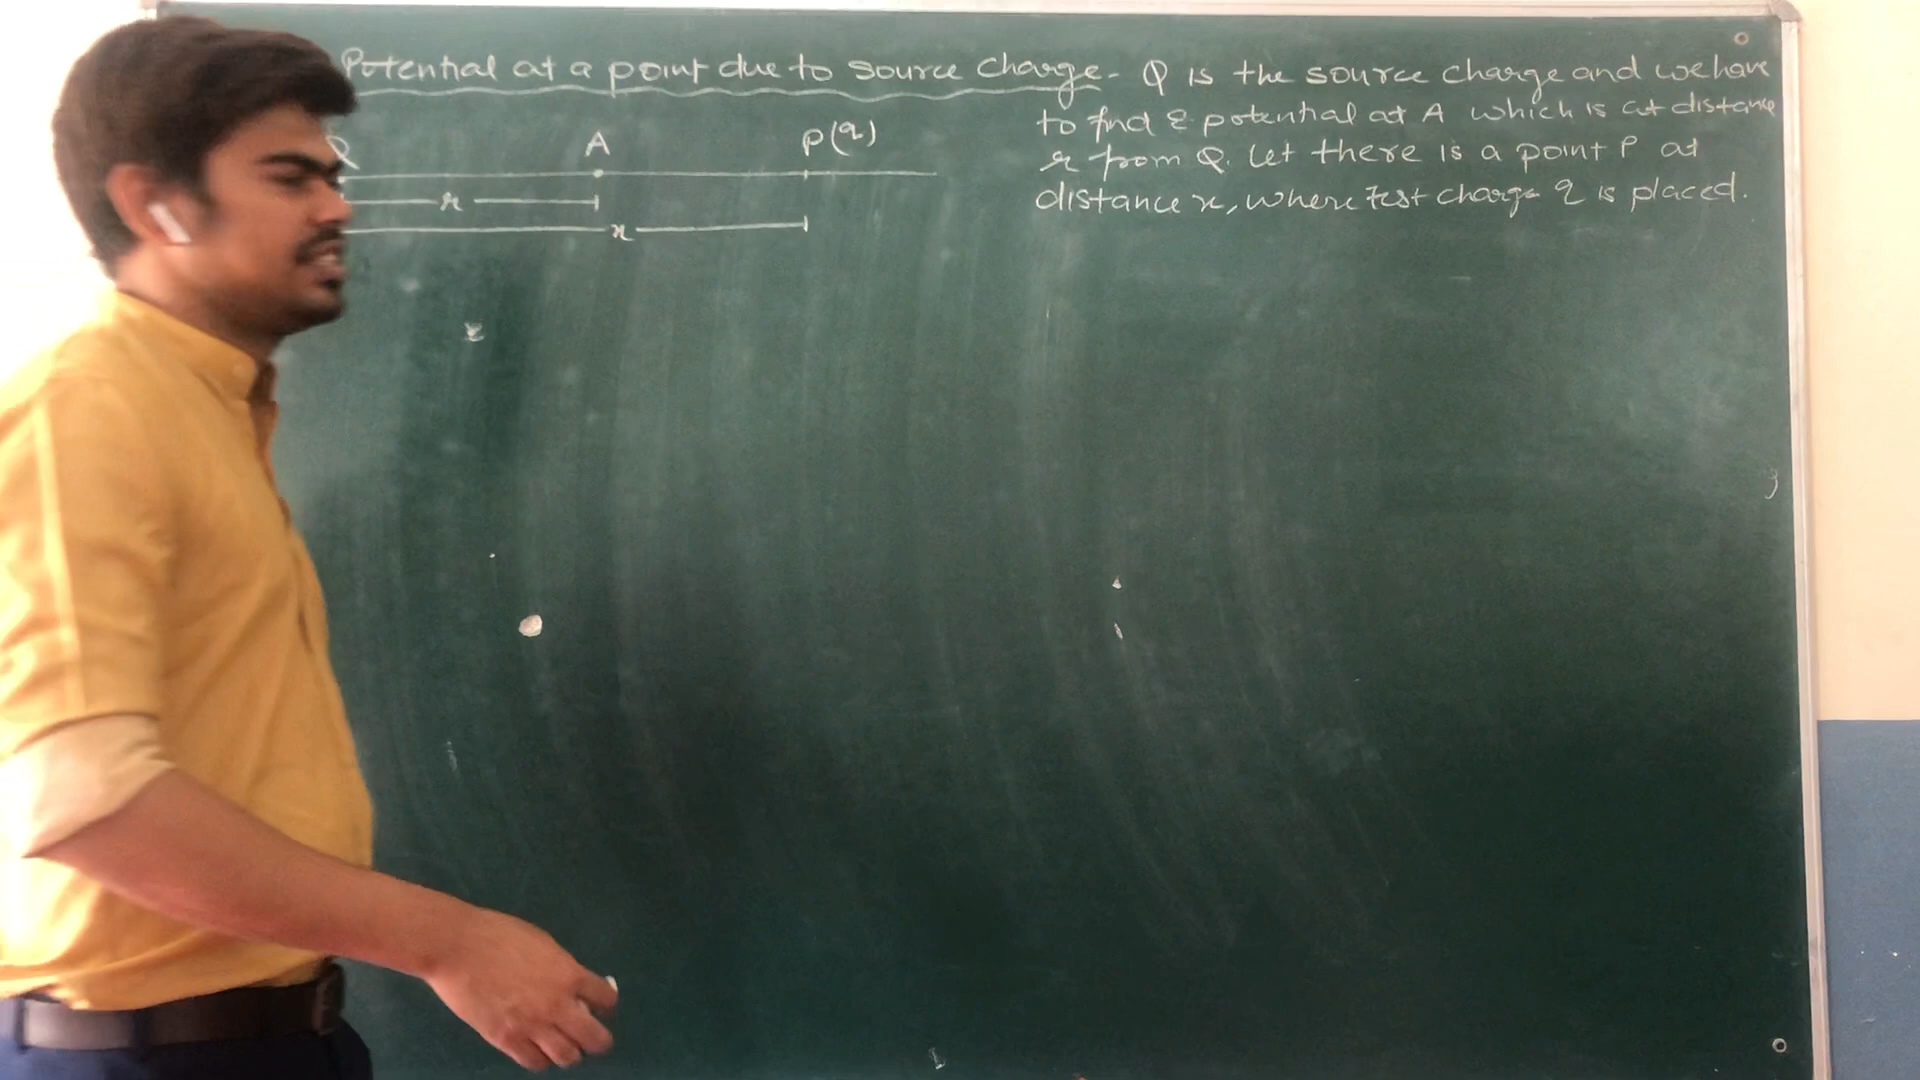 Potential at a point due to source charge - Q is the source charge and we have
to find & potential at A which is at distance
r from Q. Let there is a point P at
distance x, where test charge q is placed.
Q A P(q)
r
x